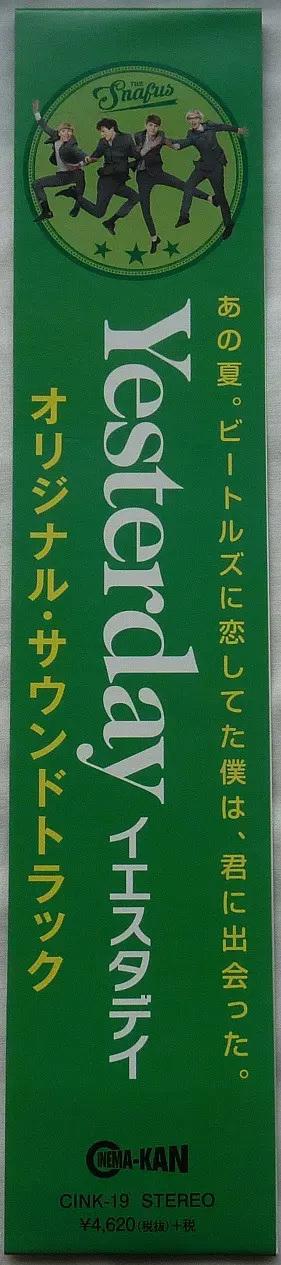 THE
Snafus
あの夏。ビートルズに恋してた僕は、君に出会った。
Yesterday イエスタデイ
オリジナル・サウンドトラック
CINEMA-KAN
CINK-19 STEREO
¥4,620(税抜)+税